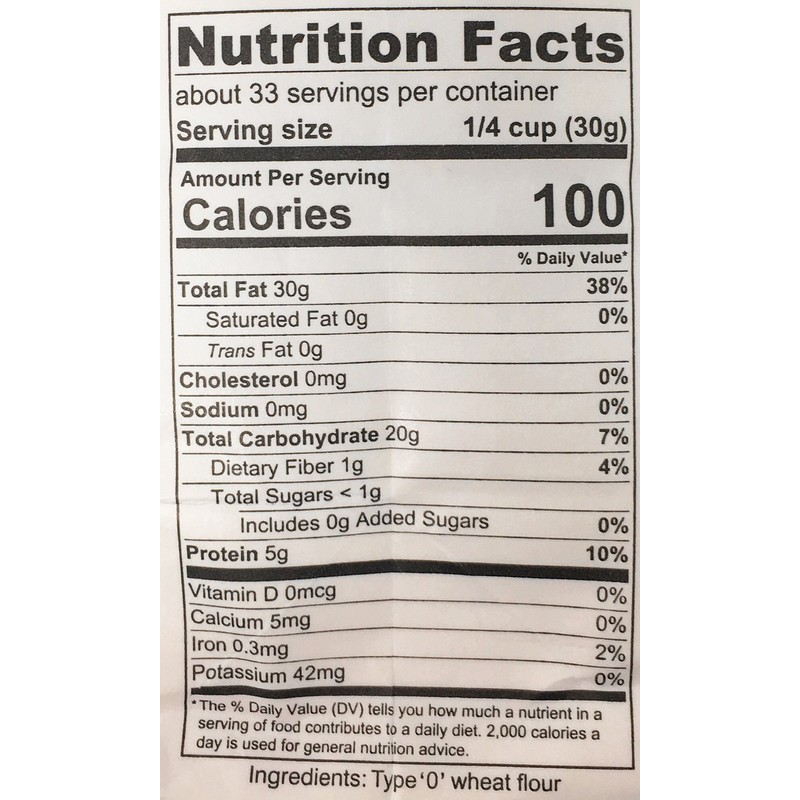 Nutrition Facts
about 33 servings per container
Serving size 1/4 cup (30g)
Amount Per Serving
Calories 100
% Daily Value*
Total Fat 30g 38%
Saturated Fat 0g 0%
Trans Fat 0g
Cholesterol 0mg 0%
Sodium 0mg 0%
Total Carbohydrate 20g 7%
Dietary Fiber 1g 4%
Total Sugars < 1g
Includes 0g Added Sugars 0%
Protein 5g 10%
Vitamin D 0mcg 0%
Calcium 5mg 0%
Iron 0.3mg 2%
Potassium 42mg 0%
*The % Daily Value (DV) tells you how much a nutrient in a
serving of food contributes to a daily diet. 2,000 calories a
day is used for general nutrition advice.
Ingredients: Type ‘0’ wheat flour